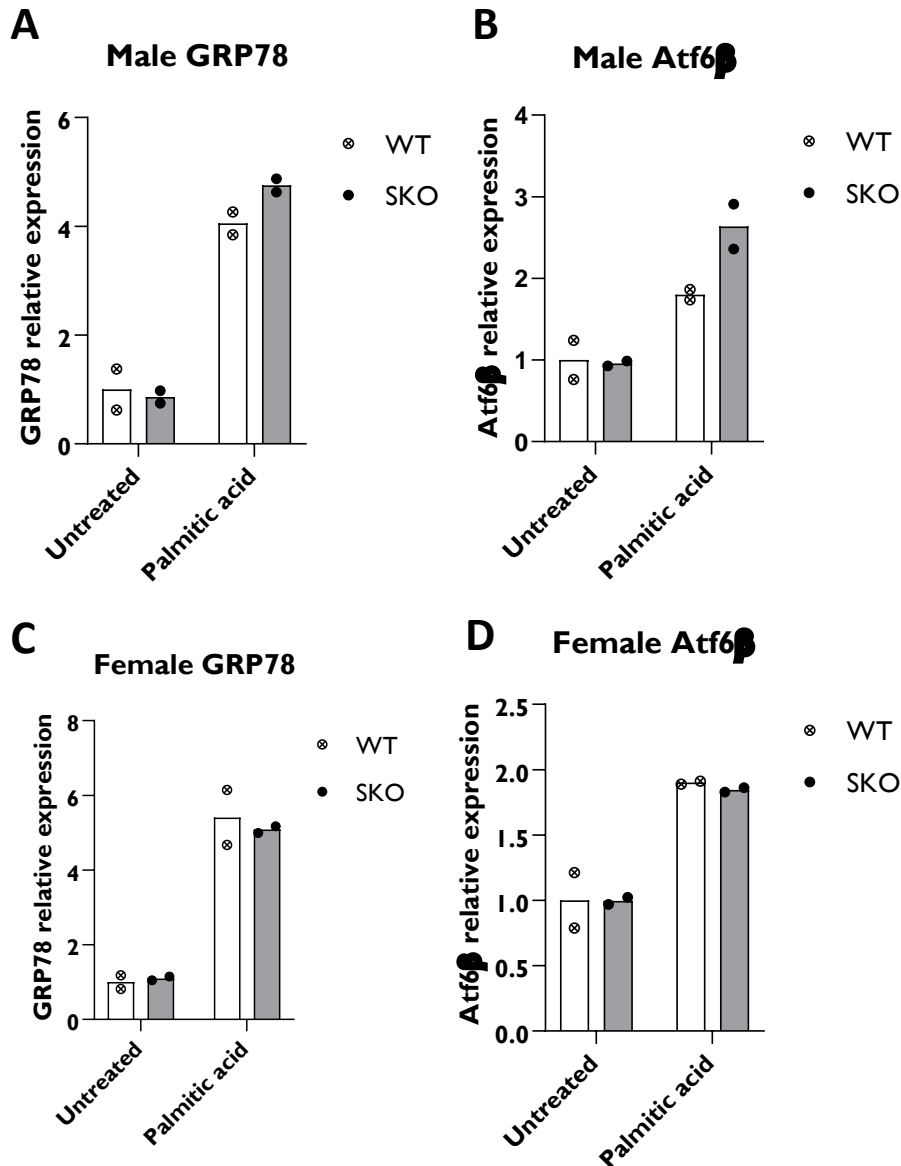 A
Male GRP78
GRP78 relative expression
6
4
2
0
WT
SKO
Untreated
Palmitic acid
B
Male Atf6β
Atf6β relative expression
4
3
2
1
0
WT
SKO
Untreated
Palmitic acid
C
Female GRP78
GRP78 relative expression
8
6
4
2
0
WT
SKO
Untreated
Palmitic acid
D
Female Atf6β
Atf6β relative expression
2.5
2.0
1.5
1.0
0.5
0.0
WT
SKO
Untreated
Palmitic acid